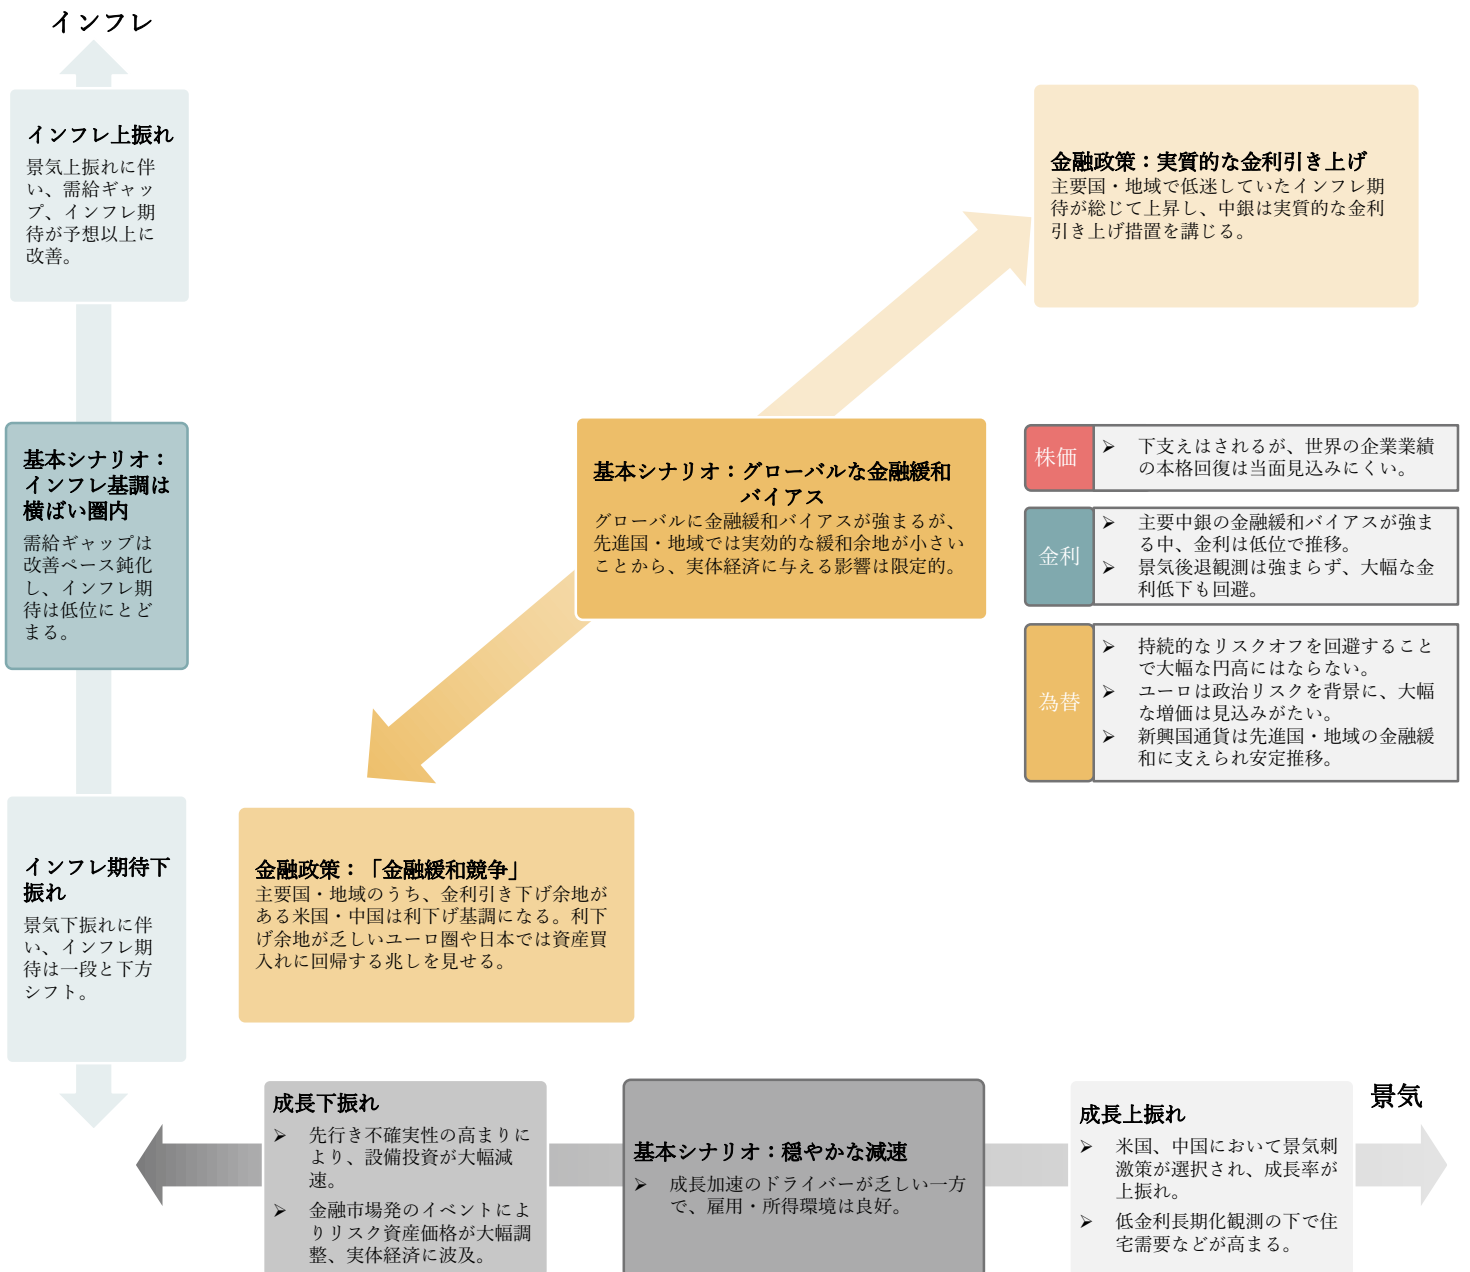 インフレ
インフレ上振れ
景気上振れに伴
い、需給ギャッ
プ、インフレ期
待が予想以上に
改善。
基本シナリオ：
インフレ基調は
横ばい圏内
需給ギャップは
改善ペース鈍化
し、インフレ期
待は低位にとど
まる。
インフレ期待下
振れ
景気下振れに伴
い、インフレ期
待は一段と下方
シフト。
金融政策：実質的な金利引き上げ
主要国・地域で低迷していたインフレ期
待が総じて上昇し、中銀は実質的な金利
引き上げ措置を講じる。
基本シナリオ：グローバルな金融緩和
バイアス
グローバルに金融緩和バイアスが強まるが、
先進国・地域では実効的な緩和余地が小さい
ことから、実体経済に与える影響は限定的。
株価
➢ 下支えはされるが、世界の企業業績
の本格回復は当面見込みにくい。
金利
➢ 主要中銀の金融緩和バイアスが強ま
る中、金利は低位で推移。
➢ 景気後退観測は強まらず、大幅な金
利低下も回避。
為替
➢ 持続的なリスクオフを回避すること
で大幅な円高にはならない。
➢ ユーロは政治リスクを背景に、大幅
な増価は見込みがたい。
➢ 新興国通貨は先進国・地域の金融緩
和に支えられ安定推移。
金融政策：「金融緩和競争」
主要国・地域のうち、金利引き下げ余地が
ある米国・中国は利下げ基調になる。利下
げ余地が乏しいユーロ圏や日本では資産買
入れに回帰する兆しを見せる。
成長下振れ
➢ 先行き不確実性の高まりに
より、設備投資が大幅減
速。
➢ 金融市場発のイベントによ
りリスク資産価格が大幅調
整、実体経済に波及。
基本シナリオ：穏やかな減速
➢ 成長加速のドライバーが乏しい一方
で、雇用・所得環境は良好。
成長上振れ
➢ 米国、中国において景気刺
激策が選択され、成長率が
上振れ。
➢ 低金利長期化観測の下で住
宅需要などが高まる。
景気